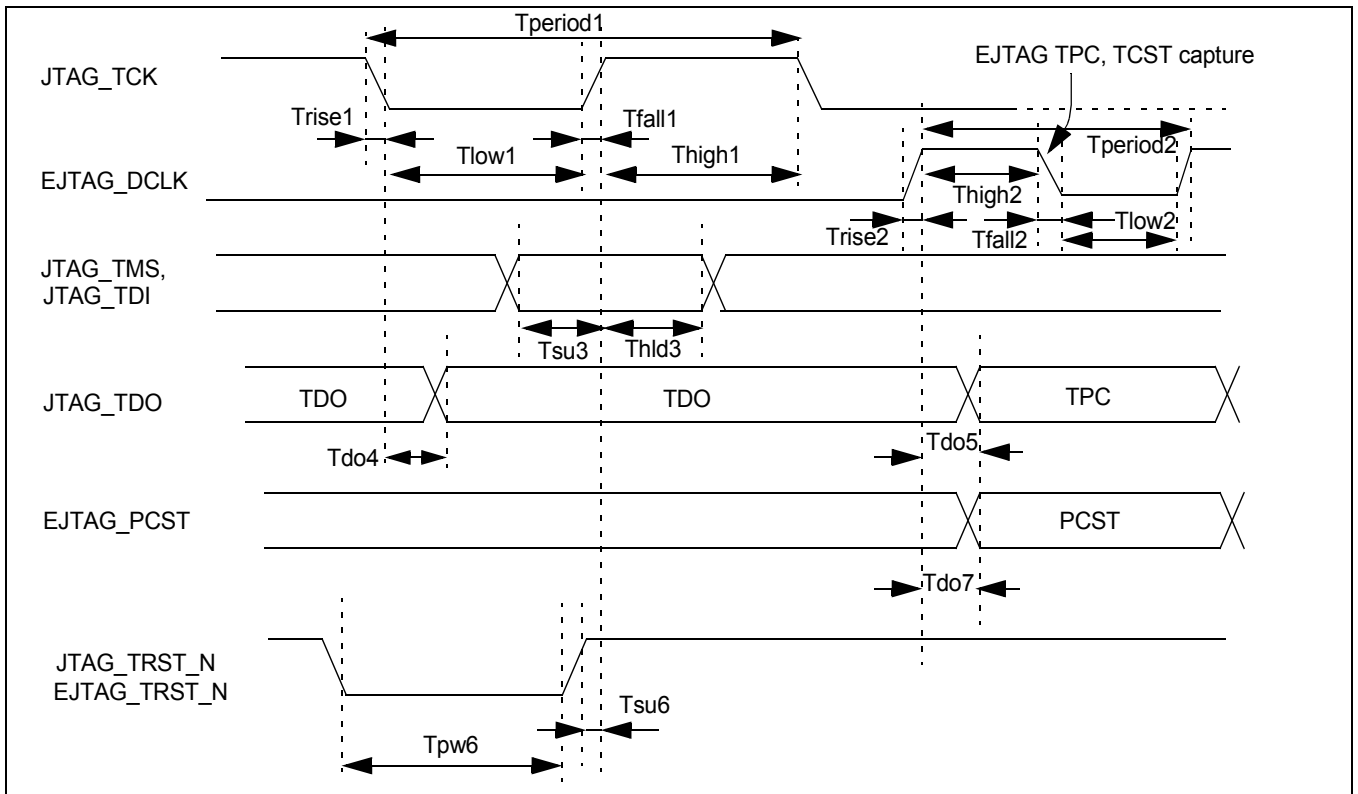 Tperiod1
EJTAG TPC, TCST capture
JTAG_TCK
Trise1
Tfall1
Tperiod2
Tlow1
Thigh1
EJTAG_DCLK
Thigh2
Trise2
Tfall2
Tlow2
JTAG_TMS,
JTAG_TDI
Tsu3
Thld3
JTAG_TDO
TDO
TDO
TPC
Tdo4
Tdo5
EJTAG_PCST
PCST
Tdo7
JTAG_TRST_N
EJTAG_TRST_N
Tsu6
Tpw6